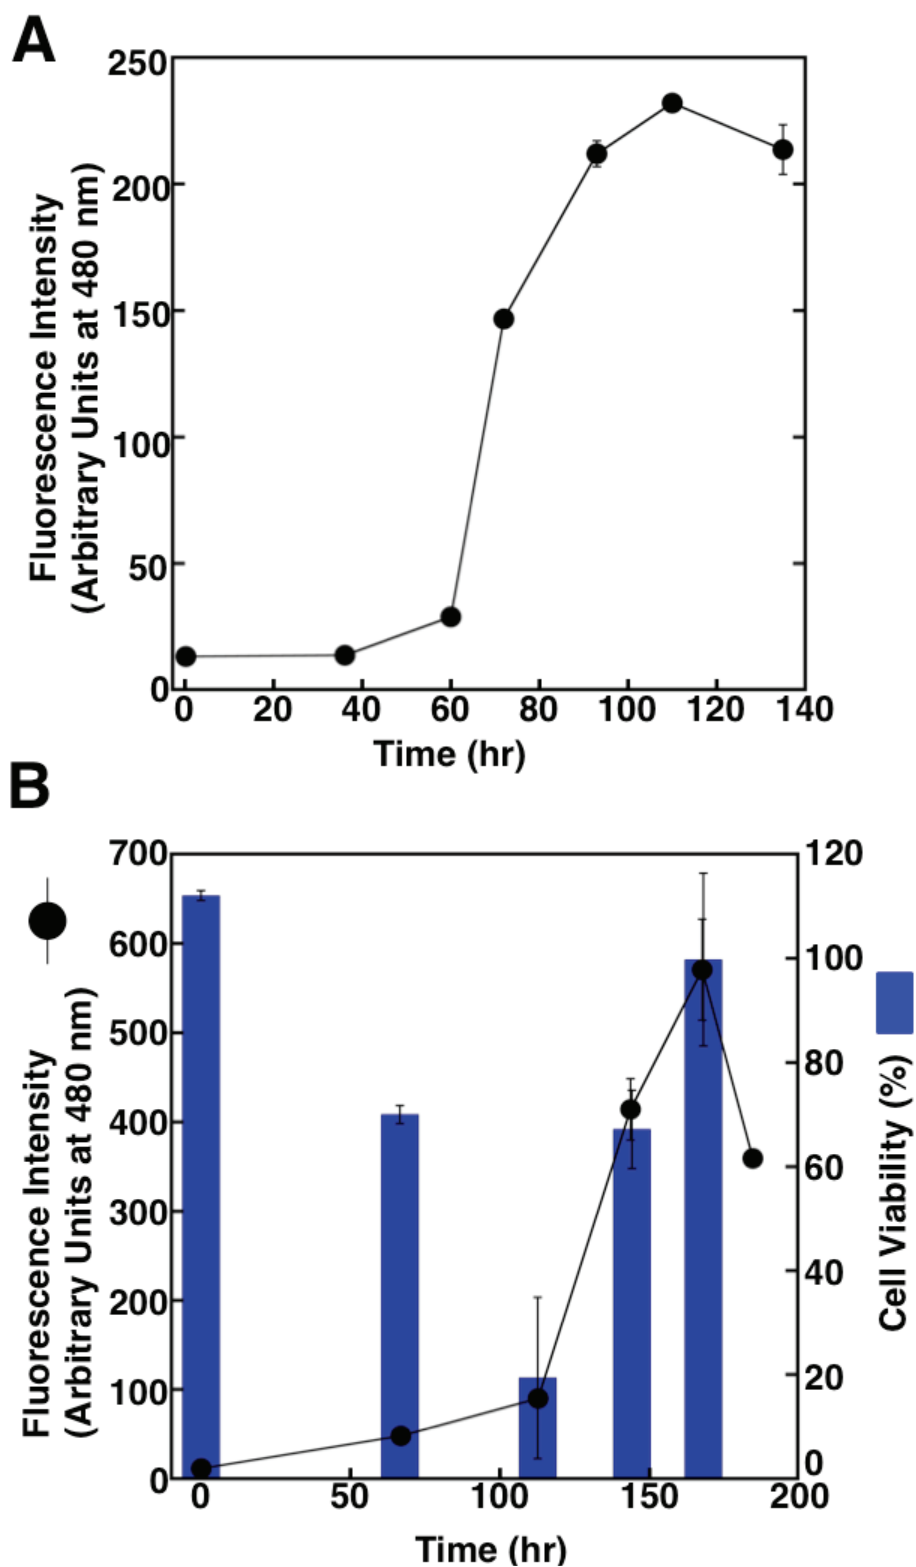 A
250
200
150
100
50
0
Fluorescence Intensity
(Arbitrary Units at 480 nm)
0 20 40 60 80 100 120 140
Time (hr)
B
700
600
500
400
300
200
100
0
Fluorescence Intensity
(Arbitrary Units at 480 nm)
120
100
80
60
40
20
0
Cell Viability (%)
0 50 100 150 200
Time (hr)